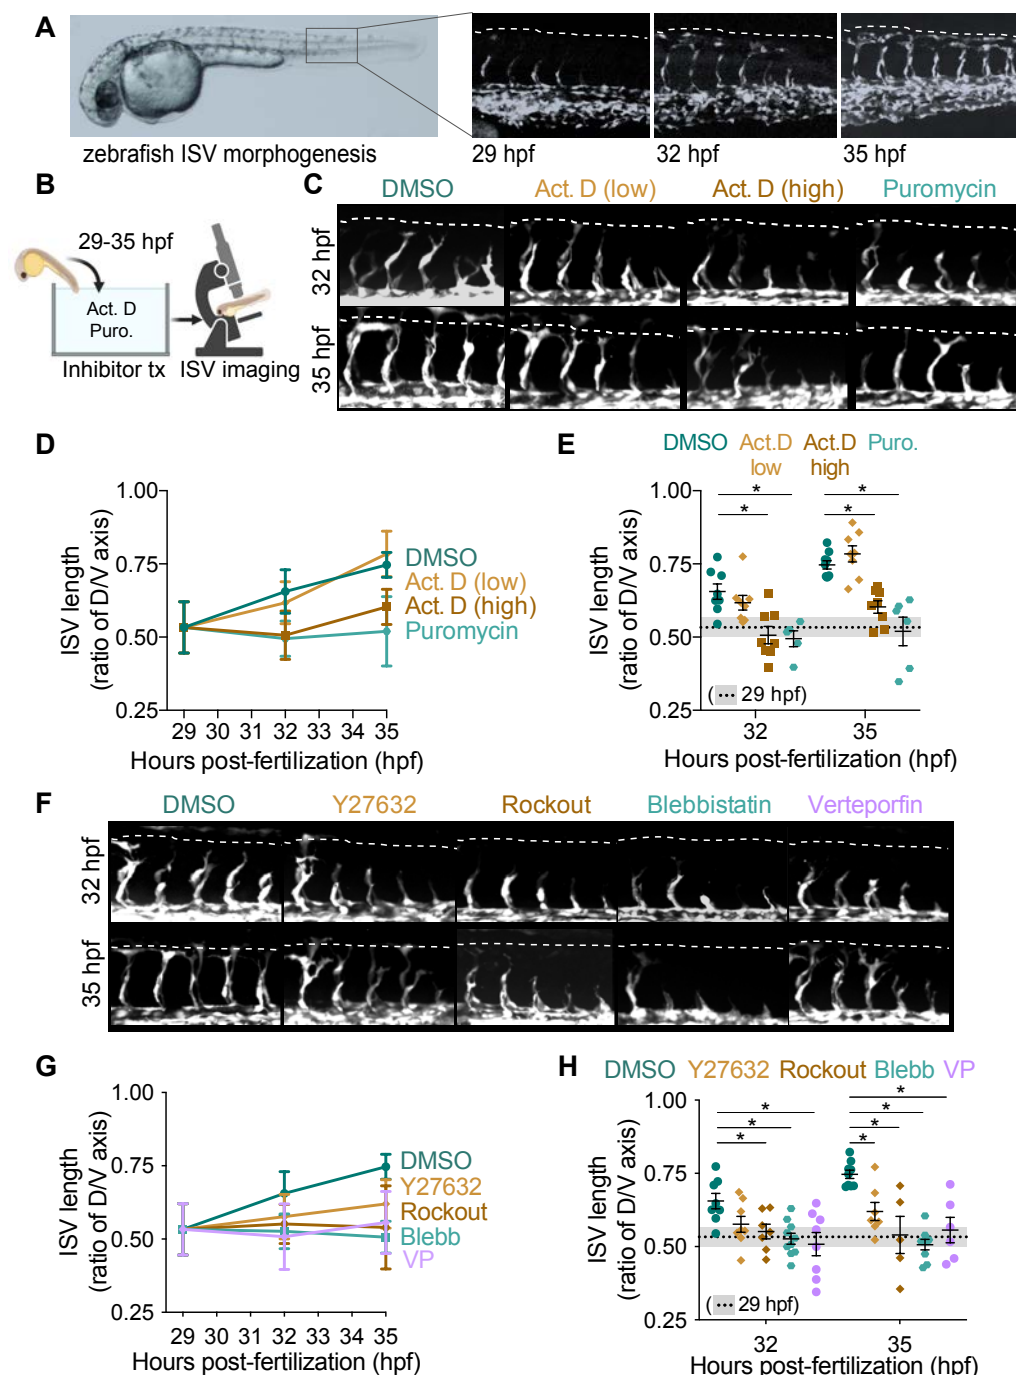 A
zebrafish ISV morphogenesis
29 hpf
32 hpf
35 hpf
B
29-35 hpf
Act. D
Puro.
Inhibitor tx
ISV imaging
C
DMSO
Act. D (low)
Act. D (high)
Puromycin
32 hpf
35 hpf
D
ISV length
(ratio of D/V axis)
1.00
0.75
0.50
0.25
DMSO
Act. D (low)
Act. D (high)
Puromycin
29 30 31 32 33 34 35
Hours post-fertilization (hpf)
E
DMSO
Act.D
low
Act.D
high
Puro.
ISV length
(ratio of D/V axis)
1.00
0.75
0.50
0.25
*
*
*
*
( 29 hpf)
32
35
Hours post-fertilization (hpf)
F
DMSO
Y27632
Rockout
Blebbistatin
Verteporfin
32 hpf
35 hpf
G
ISV length
(ratio of D/V axis)
1.00
0.75
0.50
0.25
DMSO
Y27632
Rockout
Blebb
VP
29 30 31 32 33 34 35
Hours post-fertilization (hpf)
H
DMSO Y27632 Rockout Blebb VP
ISV length
(ratio of D/V axis)
1.00
0.75
0.50
0.25
*
*
*
*
*
*
*
( 29 hpf)
32
35
Hours post-fertilization (hpf)